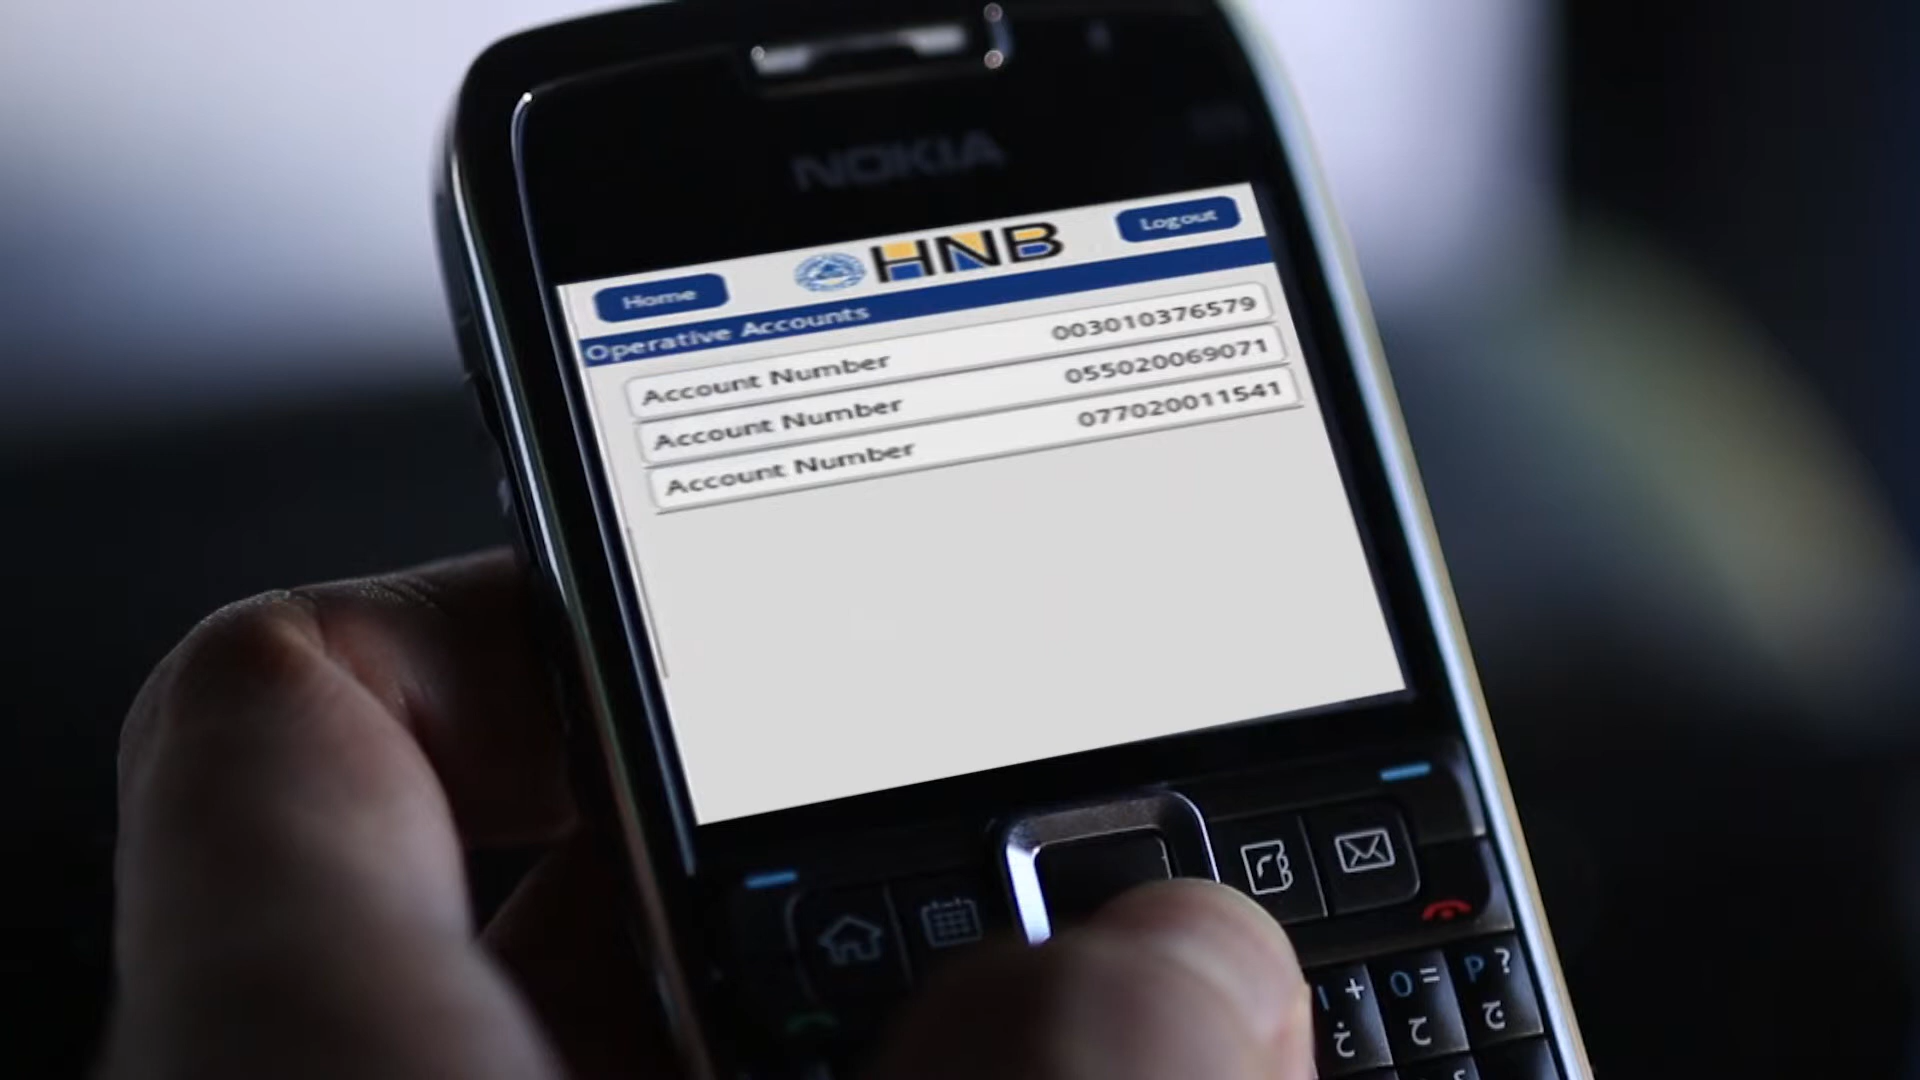 NOKIA
Home
HNB
Logout
Operative Accounts
Account Number 003010376579
Account Number 055020069071
Account Number 077020011541
I + خ
O = ح
P ? ج